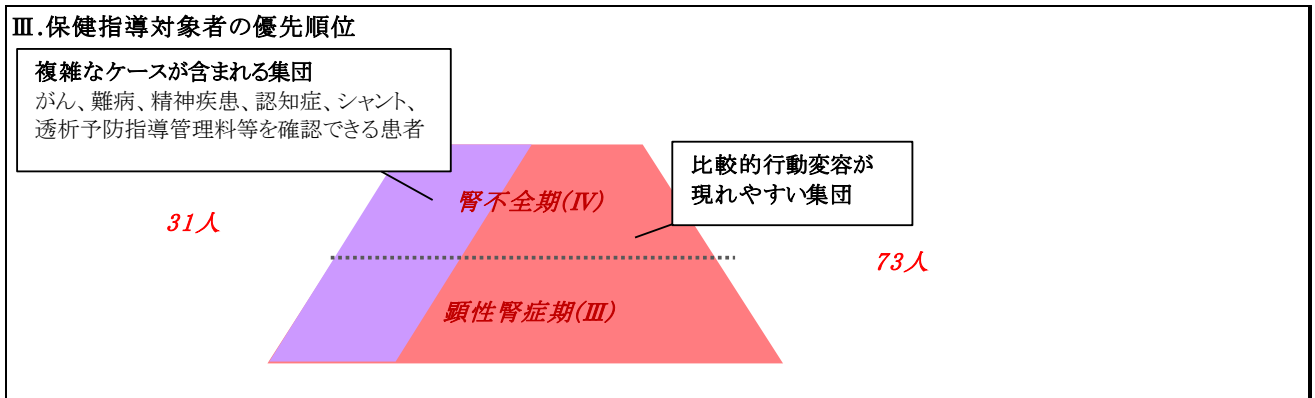 Ⅲ.保健指導対象者の優先順位
複雑なケースが含まれる集団
がん、難病、精神疾患、認知症、シャント、
透析予防指導管理料等を確認できる患者
比較的行動変容が
現れやすい集団
腎不全期(Ⅳ)
31人
73人
顕性腎症期(Ⅲ)